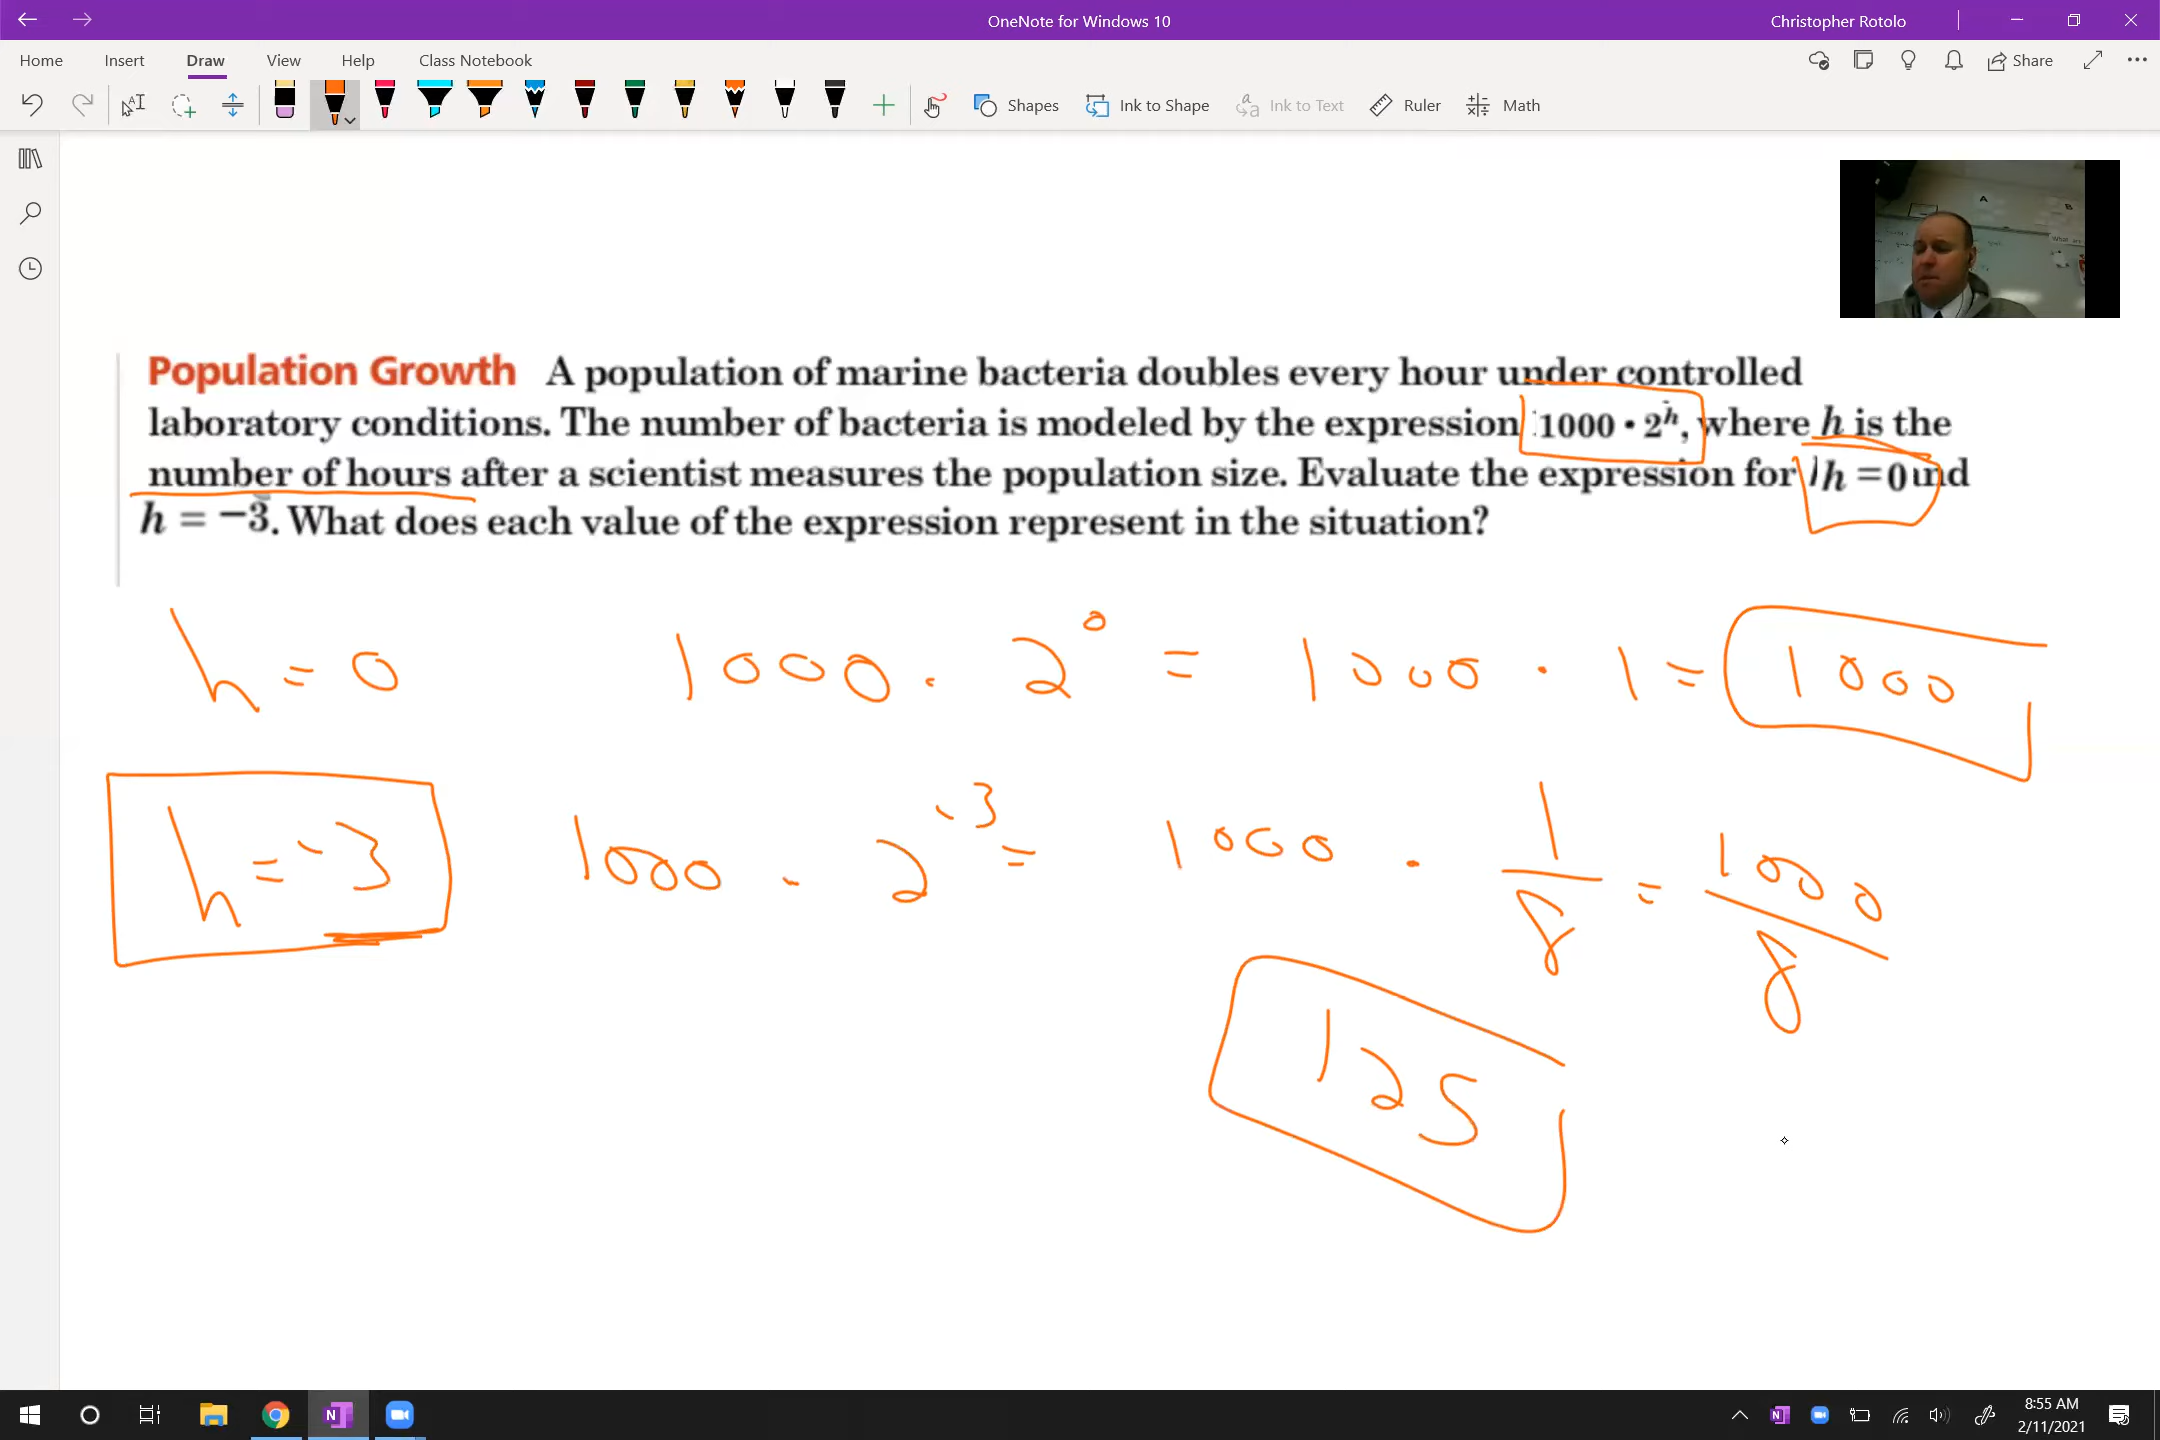 OneNote for Windows 10
Christopher Rotolo
Home Insert Draw View Help Class Notebook
Share
Shapes Ink to Shape Ink to Text Ruler Math
A
B
Population Growth A population of marine bacteria doubles every hour under controlled
laboratory conditions. The number of bacteria is modeled by the expression 1000 • 2^h, where h is the
number of hours after a scientist measures the population size. Evaluate the expression for h = 0 and
h = −3. What does each value of the expression represent in the situation?
h = 0 1000 · 2^0 = 1000 · 1 = 1000
h = -3 1000 · 2^-3 = 1000 · 1/8 = 1000/8
125
8:55 AM
2/11/2021